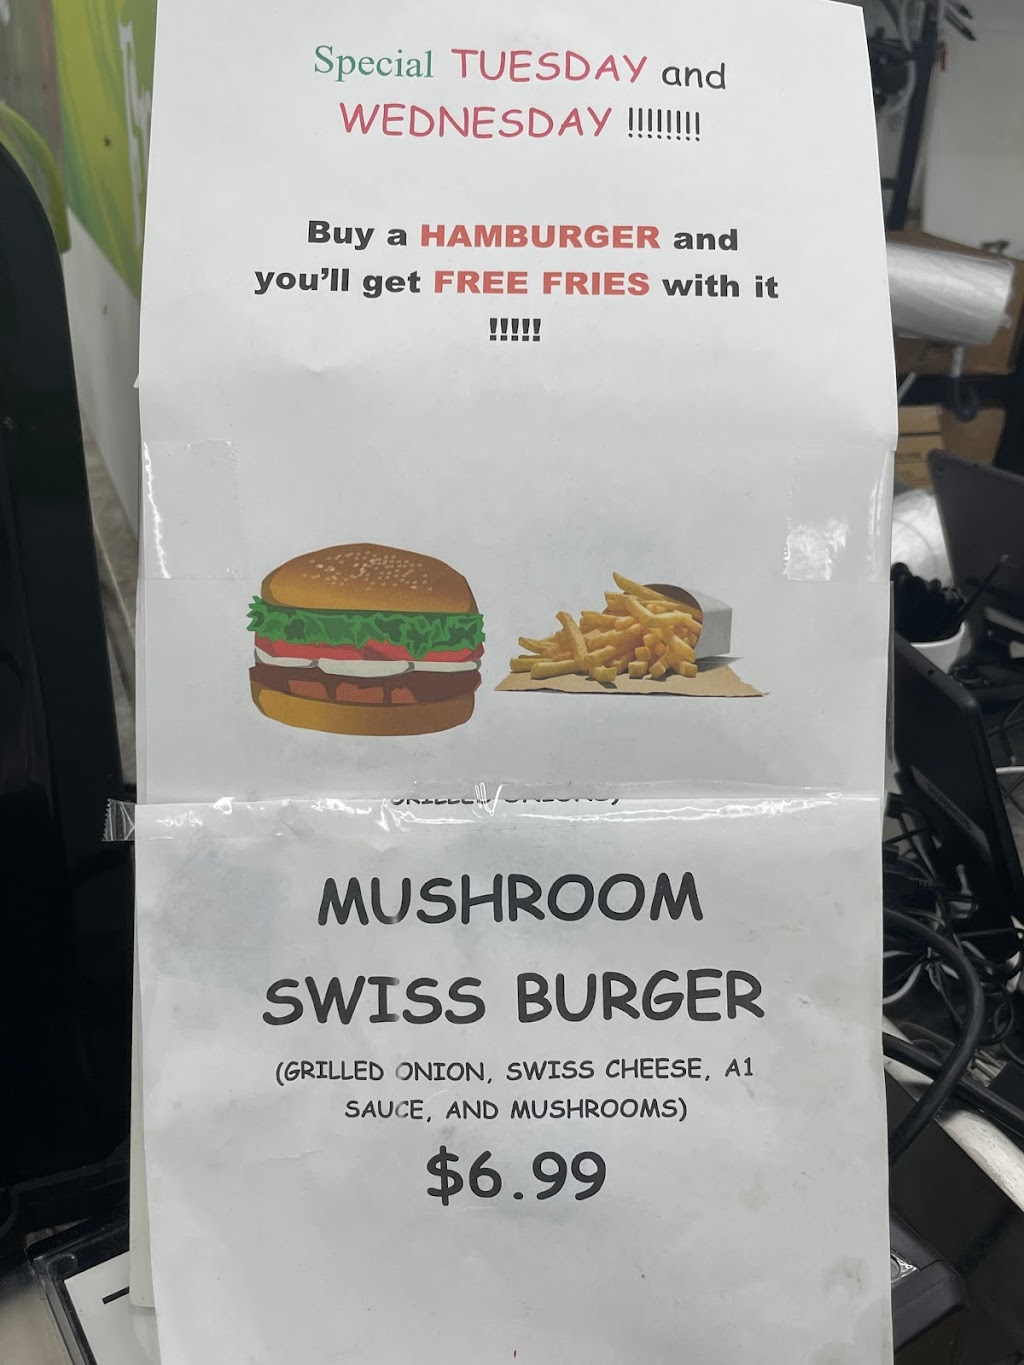 Special TUESDAY and
WEDNESDAY !!!!!!!!
Buy a HAMBURGER and
you'll get FREE FRIES with it
!!!!!
MUSHROOM
SWISS BURGER
(GRILLED ONION, SWISS CHEESE, A1
SAUCE, AND MUSHROOMS)
$6.99